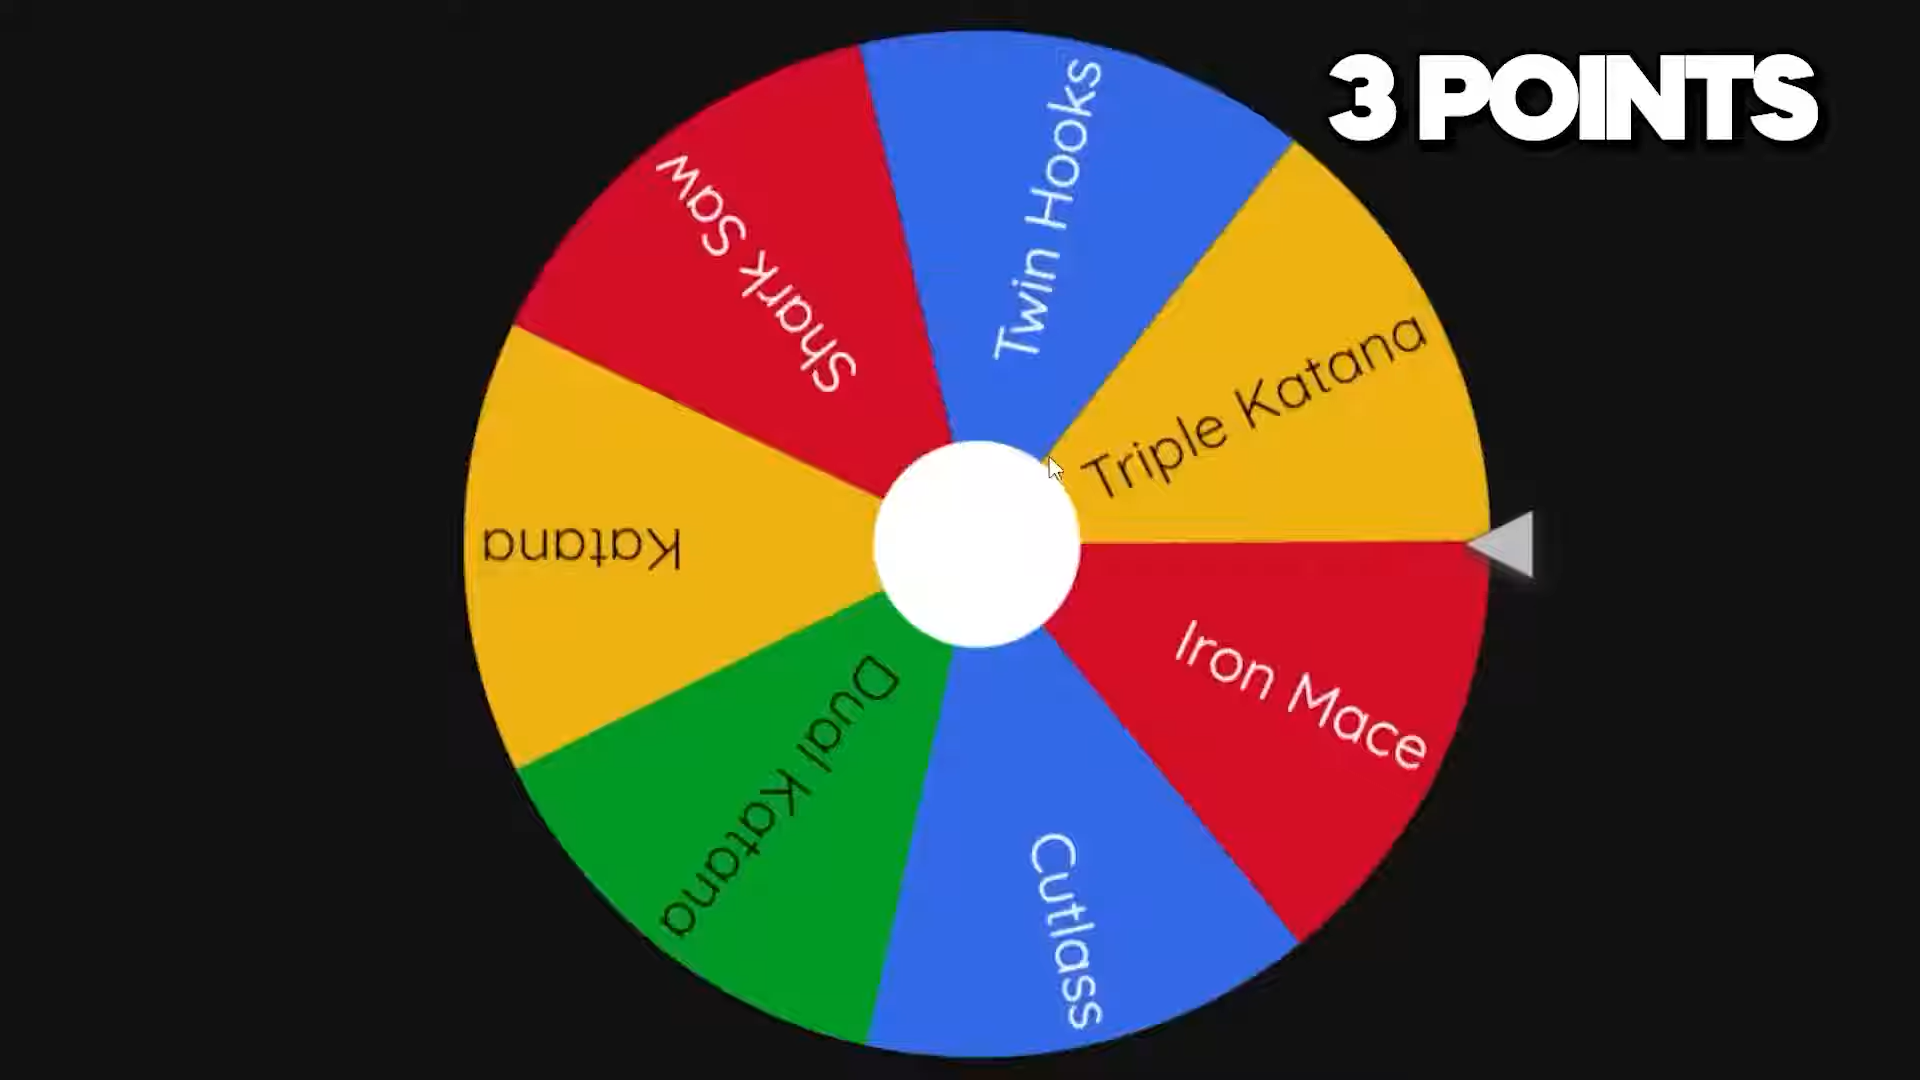 3 POINTS
Twin Hooks
Triple Katana
Iron Mace
Cutlass
Dual Katana
Katana
Shark Saw